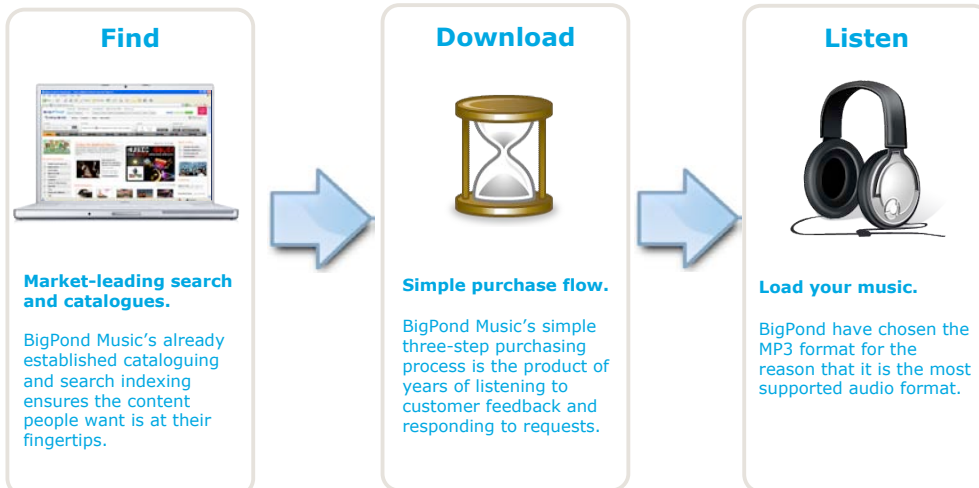 Find
Market-leading search
and catalogues.
BigPond Music's already
established cataloguing
and search indexing
ensures the content
people want is at their
fingertips.
Download
Simple purchase flow.
BigPond Music's simple
three-step purchasing
process is the product of
years of listening to
customer feedback and
responding to requests.
Listen
Load your music.
BigPond have chosen the
MP3 format for the
reason that it is the most
supported audio format.